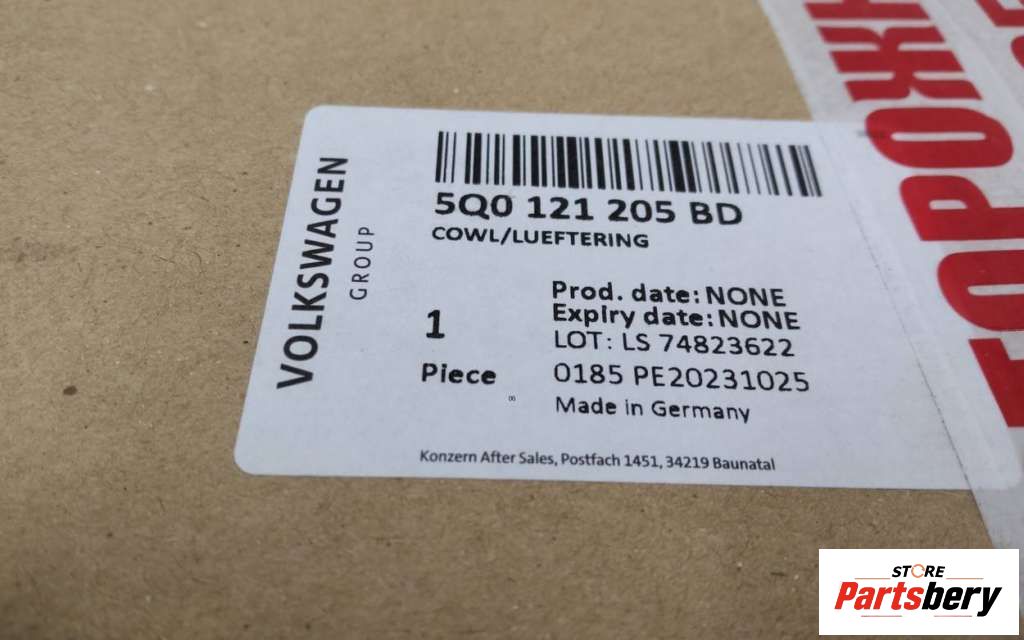 VOLKSWAGEN
GROUP
5Q0 121 205 BD
COWL/LUEFTERING
Prod. date: NONE
Expiry date: NONE
1
LOT: LS 74823622
Piece
0185 PE20231025
Made in Germany
Konzern After Sales, Postfach 1451, 34219 Baunatal
STORE
Partsbery